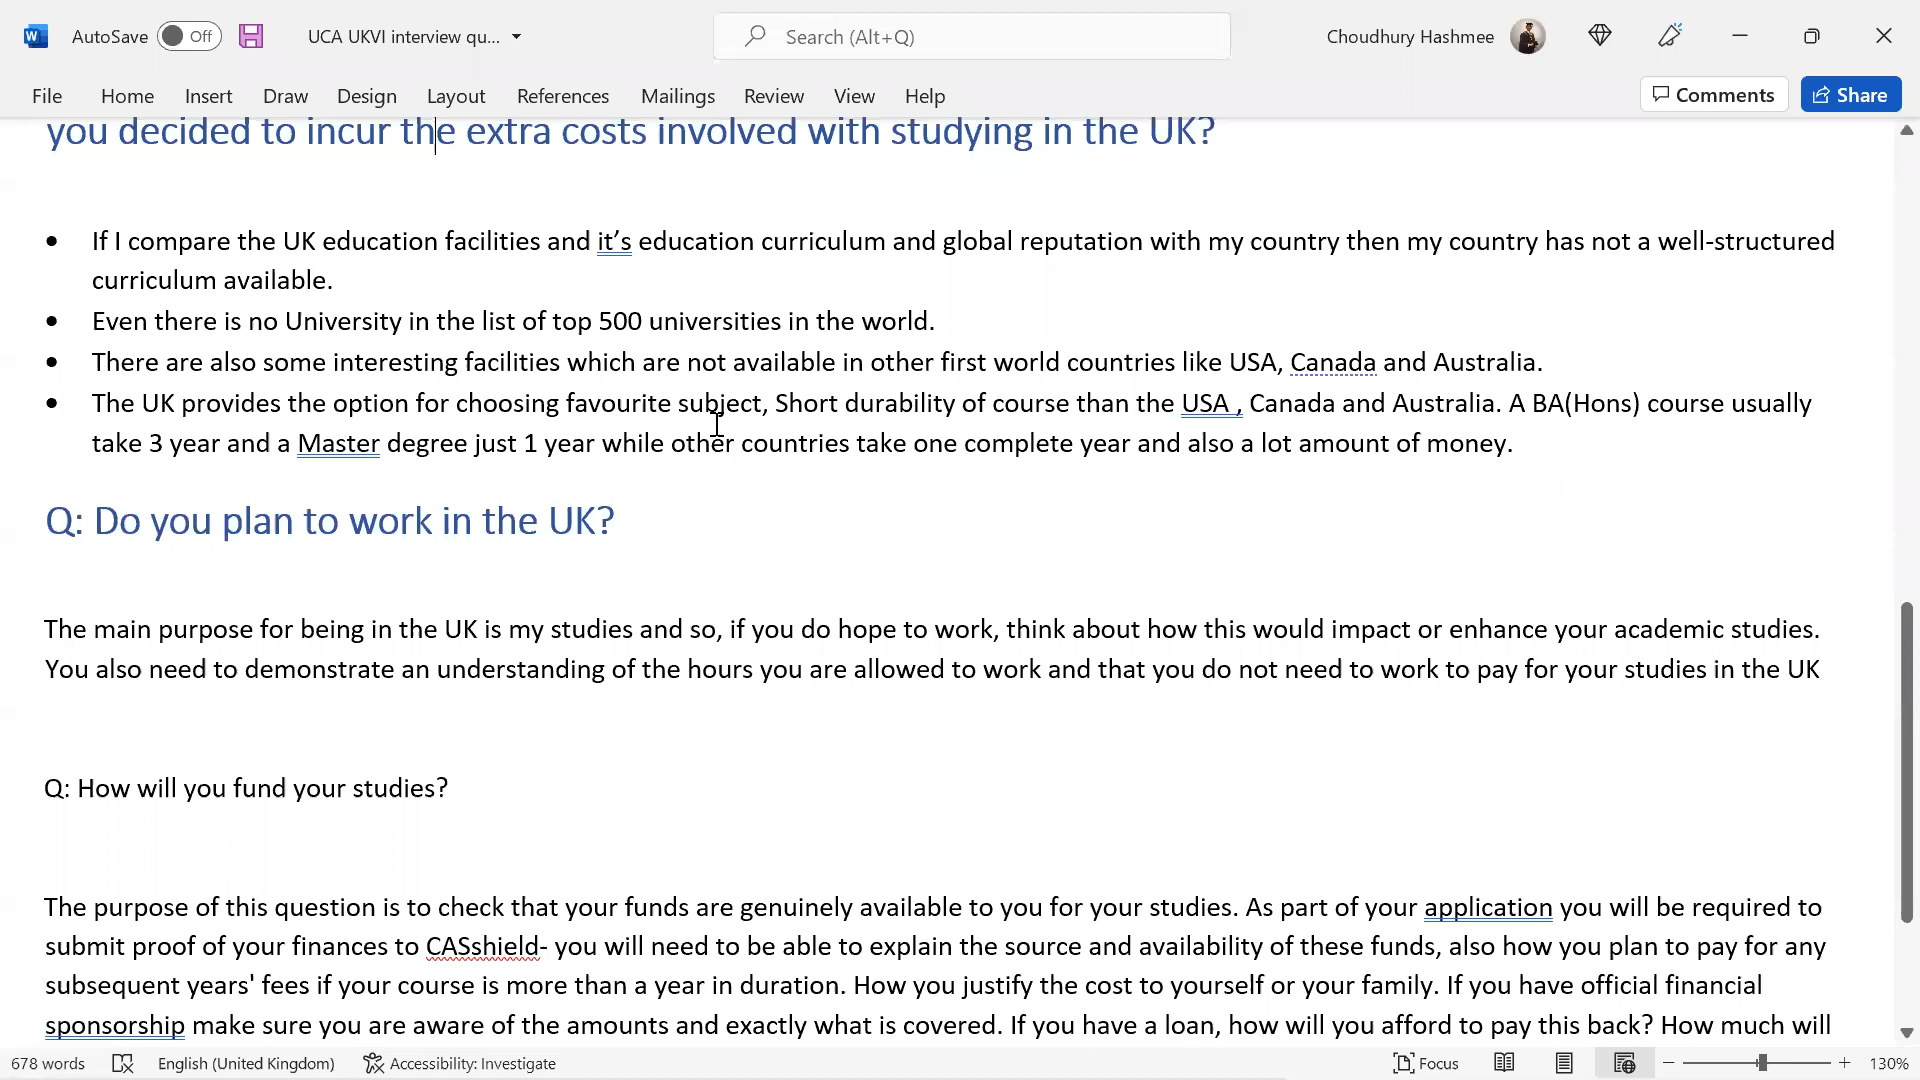 AutoSave Off UCA UKVI interview qu... Search (Alt+Q) Choudhury Hashmee
File Home Insert Draw Design Layout References Mailings Review View Help Comments Share
you decided to incur the extra costs involved with studying in the UK?
• If I compare the UK education facilities and it’s education curriculum and global reputation with my country then my country has not a well-structured
curriculum available.
• Even there is no University in the list of top 500 universities in the world.
• There are also some interesting facilities which are not available in other first world countries like USA, Canada and Australia.
• The UK provides the option for choosing favourite subject, Short durability of course than the USA , Canada and Australia. A BA(Hons) course usually
take 3 year and a Master degree just 1 year while other countries take one complete year and also a lot amount of money.
Q: Do you plan to work in the UK?
The main purpose for being in the UK is my studies and so, if you do hope to work, think about how this would impact or enhance your academic studies.
You also need to demonstrate an understanding of the hours you are allowed to work and that you do not need to work to pay for your studies in the UK
Q: How will you fund your studies?
The purpose of this question is to check that your funds are genuinely available to you for your studies. As part of your application you will be required to
submit proof of your finances to CASshield- you will need to be able to explain the source and availability of these funds, also how you plan to pay for any
subsequent years' fees if your course is more than a year in duration. How you justify the cost to yourself or your family. If you have official financial
sponsorship make sure you are aware of the amounts and exactly what is covered. If you have a loan, how will you afford to pay this back? How much will
678 words English (United Kingdom) Accessibility: Investigate Focus 130%